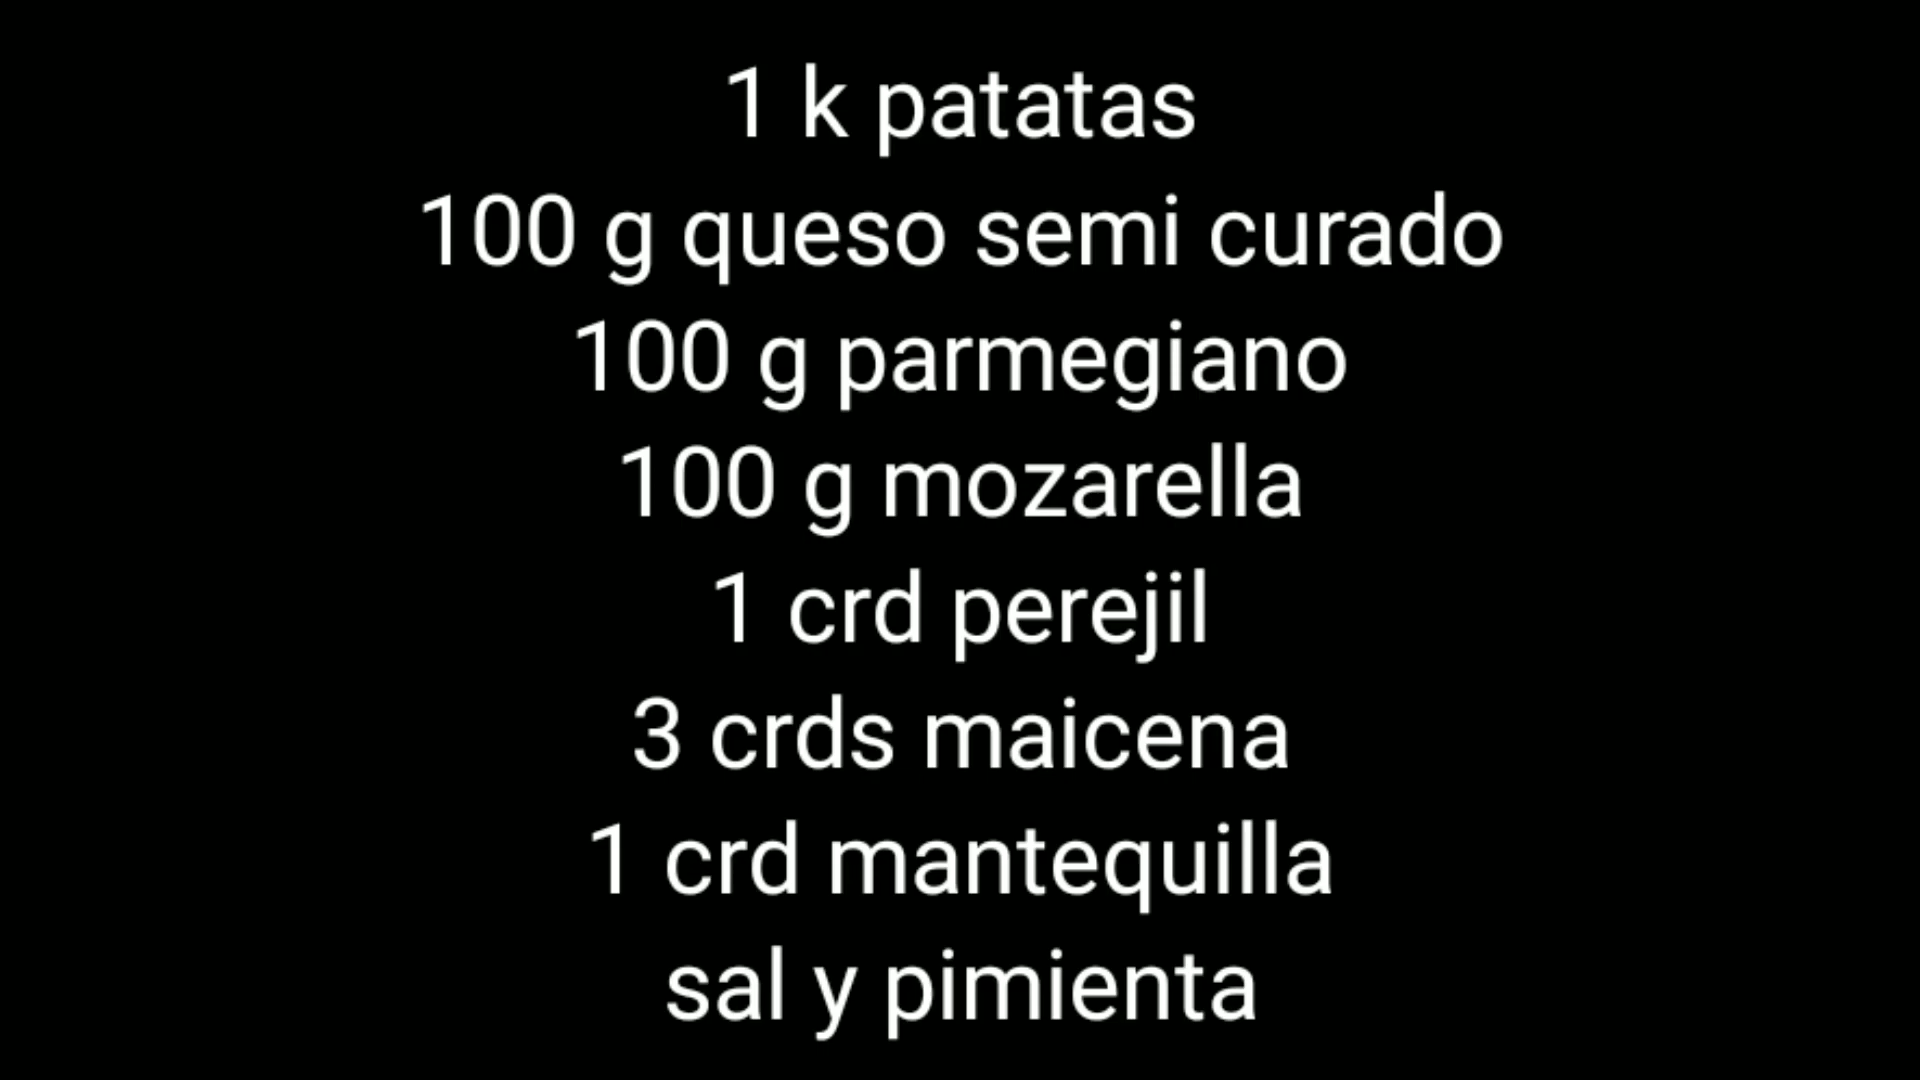 1 k patatas
100 g queso semi curado
100 g parmegiano
100 g mozarella
1 crd perejil
3 crds maicena
1 crd mantequilla
sal y pimienta